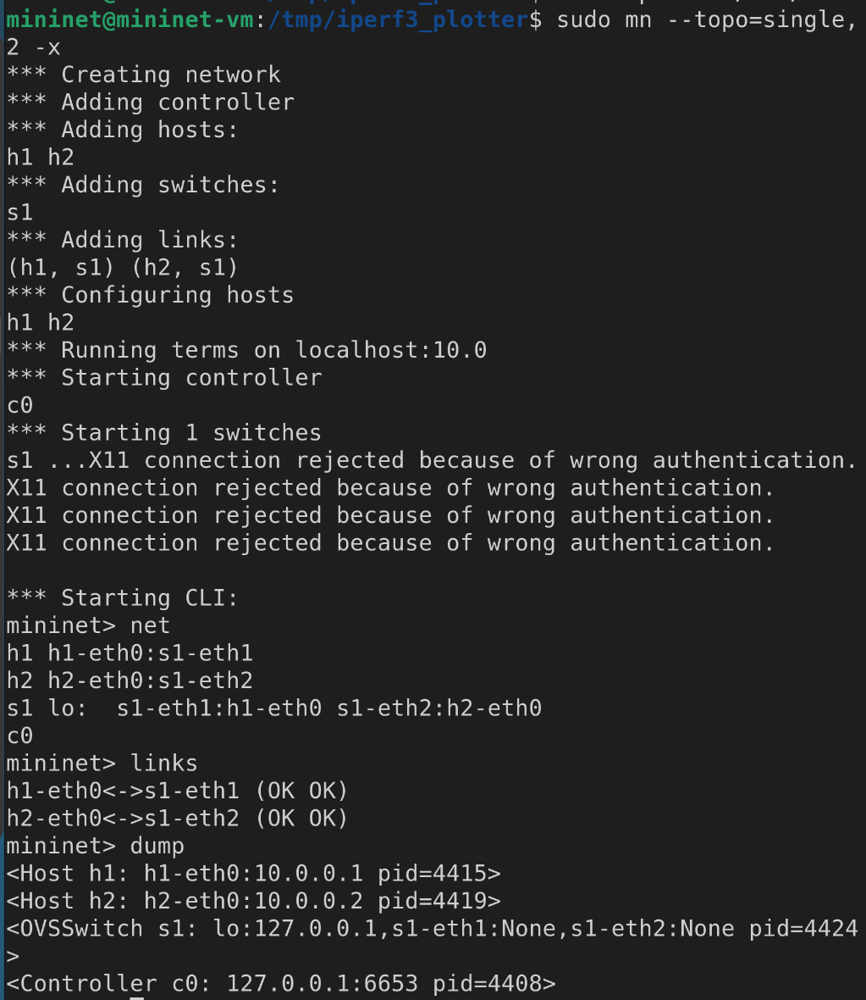 mininet@mininet-vm:/tmp/iperf3_plotter$ sudo mn --topo=single,
2 -x
*** Creating network
*** Adding controller
*** Adding hosts:
h1 h2
*** Adding switches:
s1
*** Adding links:
(h1, s1) (h2, s1)
*** Configuring hosts
h1 h2
*** Running terms on localhost:10.0
*** Starting controller
c0
*** Starting 1 switches
s1 ...X11 connection rejected because of wrong authentication.
X11 connection rejected because of wrong authentication.
X11 connection rejected because of wrong authentication.
X11 connection rejected because of wrong authentication.

*** Starting CLI:
mininet> net
h1 h1-eth0:s1-eth1
h2 h2-eth0:s1-eth2
s1 lo:  s1-eth1:h1-eth0 s1-eth2:h2-eth0
c0
mininet> links
h1-eth0<->s1-eth1 (OK OK)
h2-eth0<->s1-eth2 (OK OK)
mininet> dump
<Host h1: h1-eth0:10.0.0.1 pid=4415>
<Host h2: h2-eth0:10.0.0.2 pid=4419>
<OVSSwitch s1: lo:127.0.0.1,s1-eth1:None,s1-eth2:None pid=4424
>
<Controller c0: 127.0.0.1:6653 pid=4408>